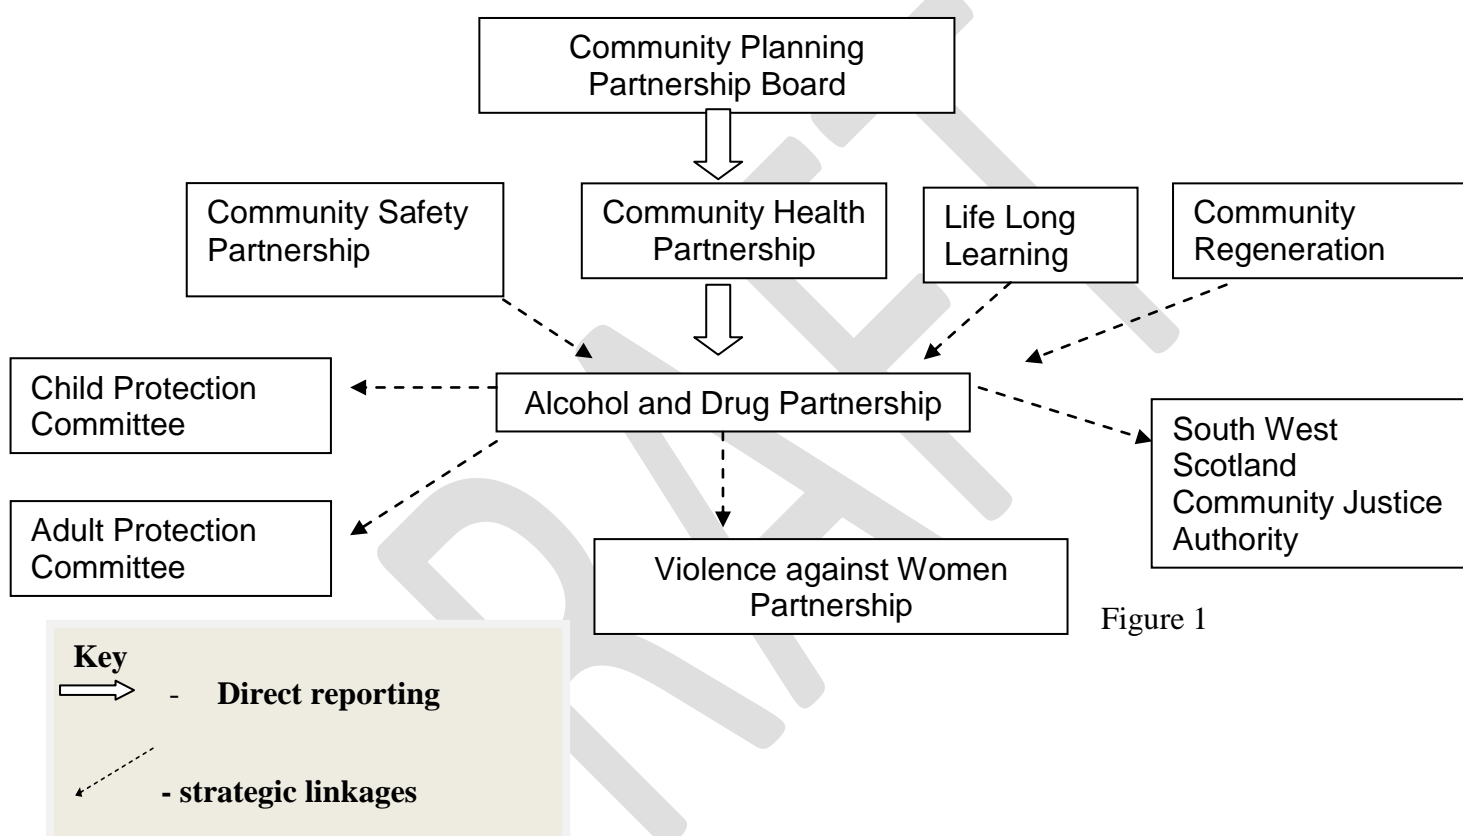 Community Planning
Partnership Board
Community Safety
Partnership
Community Health
Partnership
Life Long
Learning
Community
Regeneration
Child Protection
Committee
Alcohol and Drug Partnership
South West
Scotland
Community Justice
Authority
Adult Protection
Committee
Violence against Women
Partnership
Figure 1
Key
- Direct reporting
- strategic linkages
DRAFT